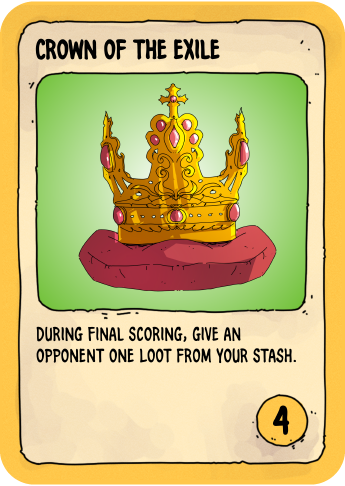 CROWN OF THE EXILE
DURING FINAL SCORING, GIVE AN
OPPONENT ONE LOOT FROM YOUR STASH.
4